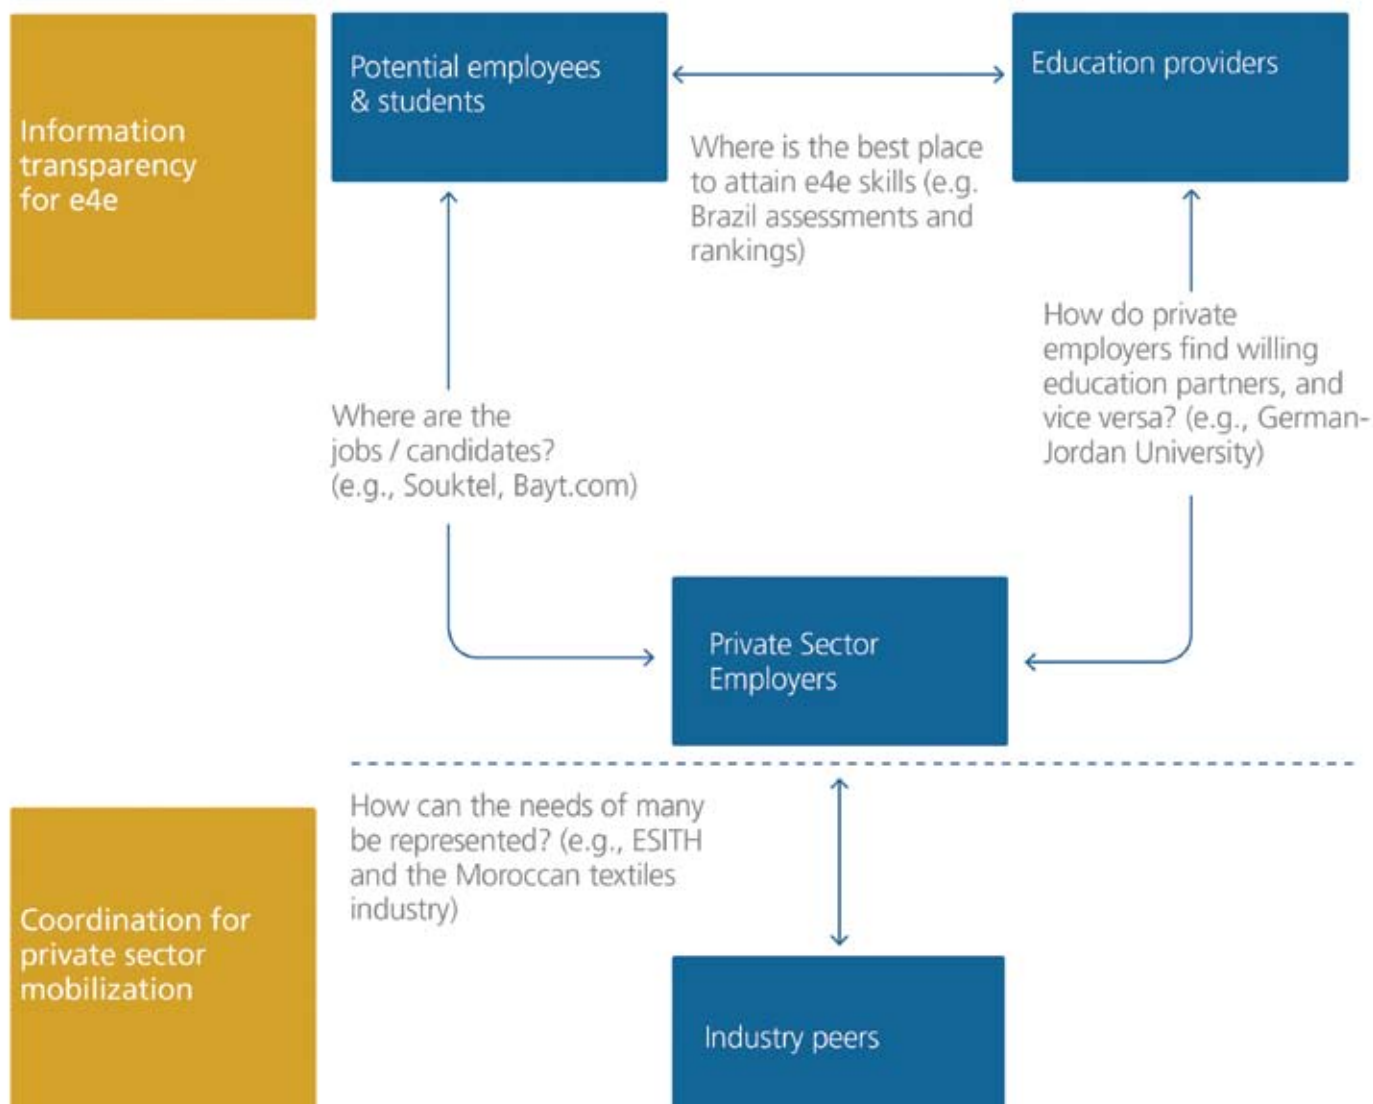 Information
transparency
for e4e
Potential employees
& students
Education providers
Where is the best place
to attain e4e skills (e.g.
Brazil assessments and
rankings)
How do private
employers find willing
education partners, and
vice versa? (e.g., German-
Jordan University)
Where are the
jobs / candidates?
(e.g., Souktel, Bayt.com)
Private Sector
Employers
How can the needs of many
be represented? (e.g., ESITH
and the Moroccan textiles
industry)
Coordination for
private sector
mobilization
Industry peers